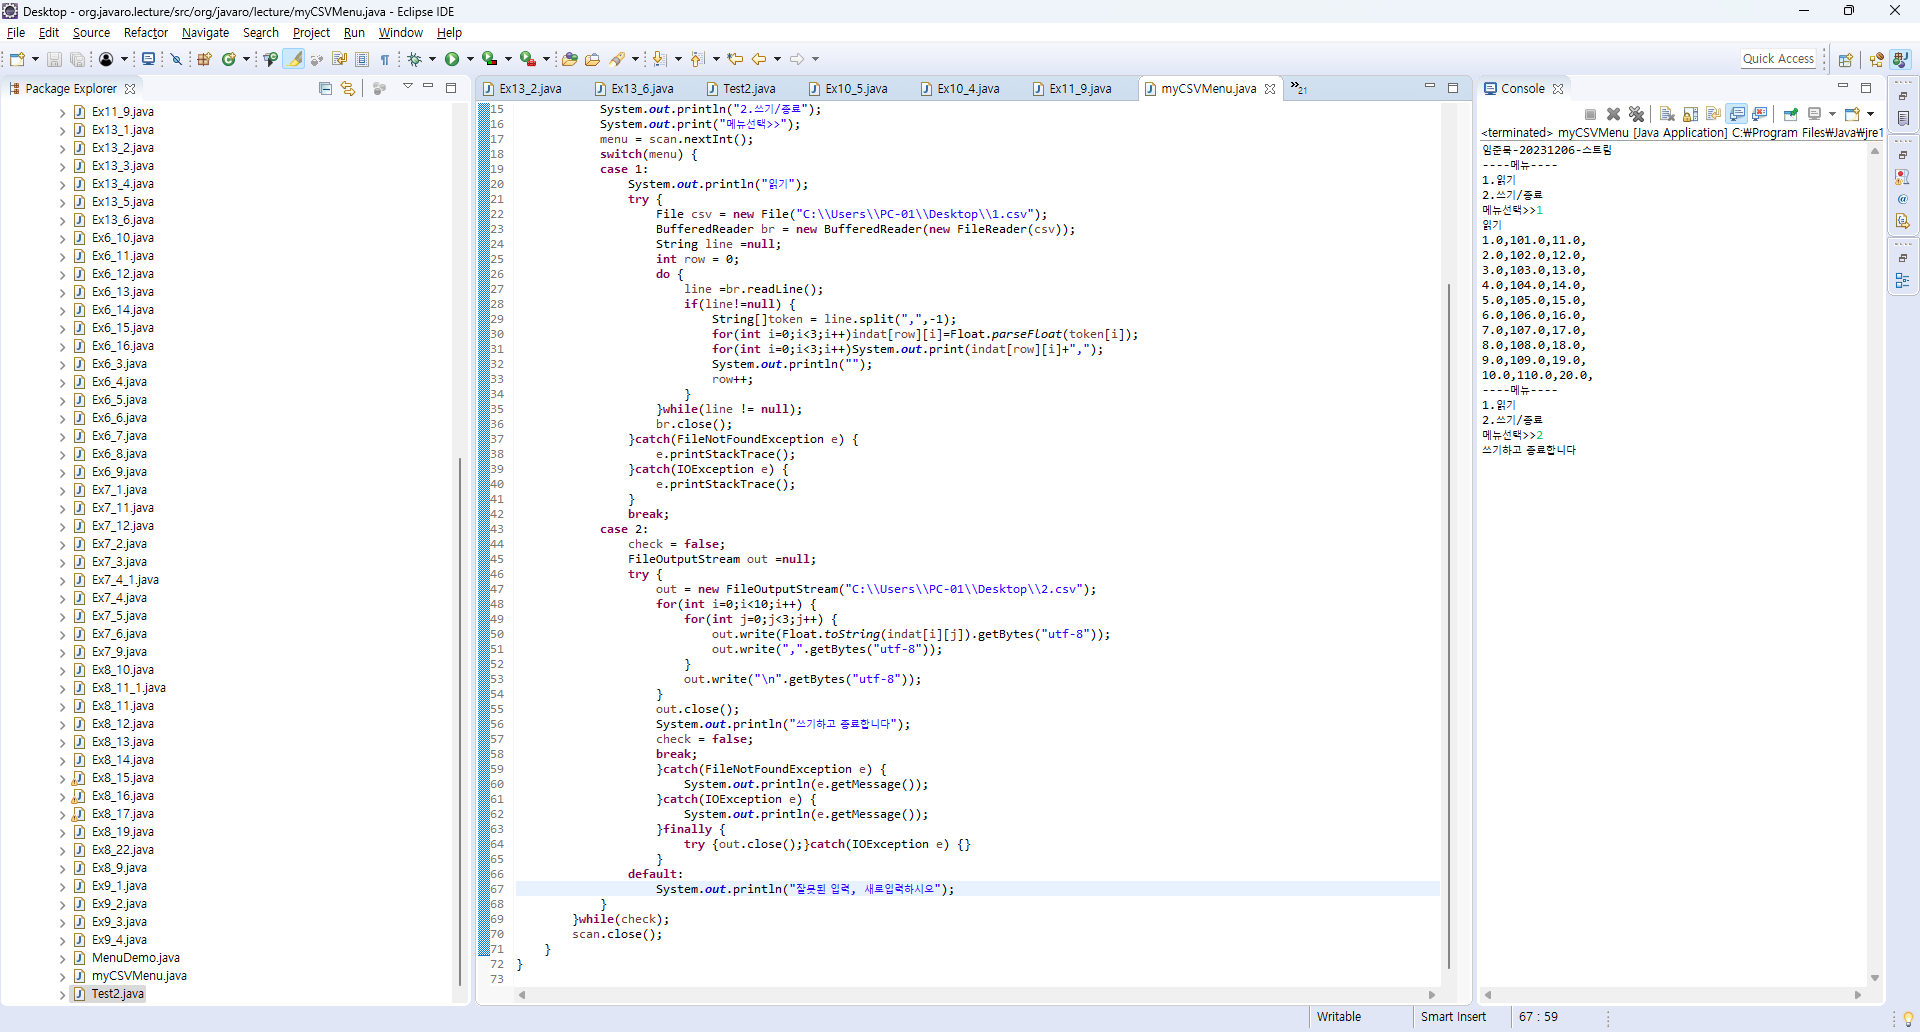 Desktop - org.javaro.lecture/src/org/javaro/lecture/myCSVMenu.java - Eclipse IDE
File Edit Source Refactor Navigate Search Project Run Window Help
Quick Access
Package Explorer
Ex11_9.java
Ex13_1.java
Ex13_2.java
Ex13_3.java
Ex13_4.java
Ex13_5.java
Ex13_6.java
Ex6_10.java
Ex6_11.java
Ex6_12.java
Ex6_13.java
Ex6_14.java
Ex6_15.java
Ex6_16.java
Ex6_3.java
Ex6_4.java
Ex6_5.java
Ex6_6.java
Ex6_7.java
Ex6_8.java
Ex6_9.java
Ex7_1.java
Ex7_11.java
Ex7_12.java
Ex7_2.java
Ex7_3.java
Ex7_4_1.java
Ex7_4.java
Ex7_5.java
Ex7_6.java
Ex7_9.java
Ex8_10.java
Ex8_11_1.java
Ex8_11.java
Ex8_12.java
Ex8_13.java
Ex8_14.java
Ex8_15.java
Ex8_16.java
Ex8_17.java
Ex8_19.java
Ex8_22.java
Ex8_9.java
Ex9_1.java
Ex9_2.java
Ex9_3.java
Ex9_4.java
MenuDemo.java
myCSVMenu.java
Test2.java
Ex13_2.java Ex13_6.java Test2.java Ex10_5.java Ex10_4.java Ex11_9.java myCSVMenu.java »21
15 System.out.println("2.쓰기/종료");
16 System.out.print("메뉴선택>>");
17 menu = scan.nextInt();
18 switch(menu) {
19 case 1:
20 System.out.println("읽기");
21 try {
22 File csv = new File("C:\\Users\\PC-01\\Desktop\\1.csv");
23 BufferedReader br = new BufferedReader(new FileReader(csv));
24 String line =null;
25 int row = 0;
26 do {
27 line =br.readLine();
28 if(line!=null) {
29 String[]token = line.split(",",-1);
30 for(int i=0;i<3;i++)indat[row][i]=Float.parseFloat(token[i]);
31 for(int i=0;i<3;i++)System.out.print(indat[row][i]+",");
32 System.out.println("");
33 row++;
34 }
35 }while(line != null);
36 br.close();
37 }catch(FileNotFoundException e) {
38 e.printStackTrace();
39 }catch(IOException e) {
40 e.printStackTrace();
41 }
42 break;
43 case 2:
44 check = false;
45 FileOutputStream out =null;
46 try {
47 out = new FileOutputStream("C:\\Users\\PC-01\\Desktop\\2.csv");
48 for(int i=0;i<10;i++) {
49 for(int j=0;j<3;j++) {
50 out.write(Float.toString(indat[i][j]).getBytes("utf-8"));
51 out.write(",".getBytes("utf-8"));
52 }
53 out.write("\n".getBytes("utf-8"));
54 }
55 out.close();
56 System.out.println("쓰기하고 종료합니다");
57 check = false;
58 break;
59 }catch(FileNotFoundException e) {
60 System.out.println(e.getMessage());
61 }catch(IOException e) {
62 System.out.println(e.getMessage());
63 }finally {
64 try {out.close();}catch(IOException e) {}
65 }
66 default:
67 System.out.println("잘못된 입력, 새로입력하시오");
68 }
69 }while(check);
70 scan.close();
71 }
72 }
73
Console
<terminated> myCSVMenu [Java Application] C:₩Program Files₩Java₩jre1
임준목-20231206-스트림
----메뉴----
1.읽기
2.쓰기/종료
메뉴선택>>1
읽기
1.0,101.0,11.0,
2.0,102.0,12.0,
3.0,103.0,13.0,
4.0,104.0,14.0,
5.0,105.0,15.0,
6.0,106.0,16.0,
7.0,107.0,17.0,
8.0,108.0,18.0,
9.0,109.0,19.0,
10.0,110.0,20.0,
----메뉴----
1.읽기
2.쓰기/종료
메뉴선택>>2
쓰기하고 종료합니다
Writable Smart Insert 67 : 59